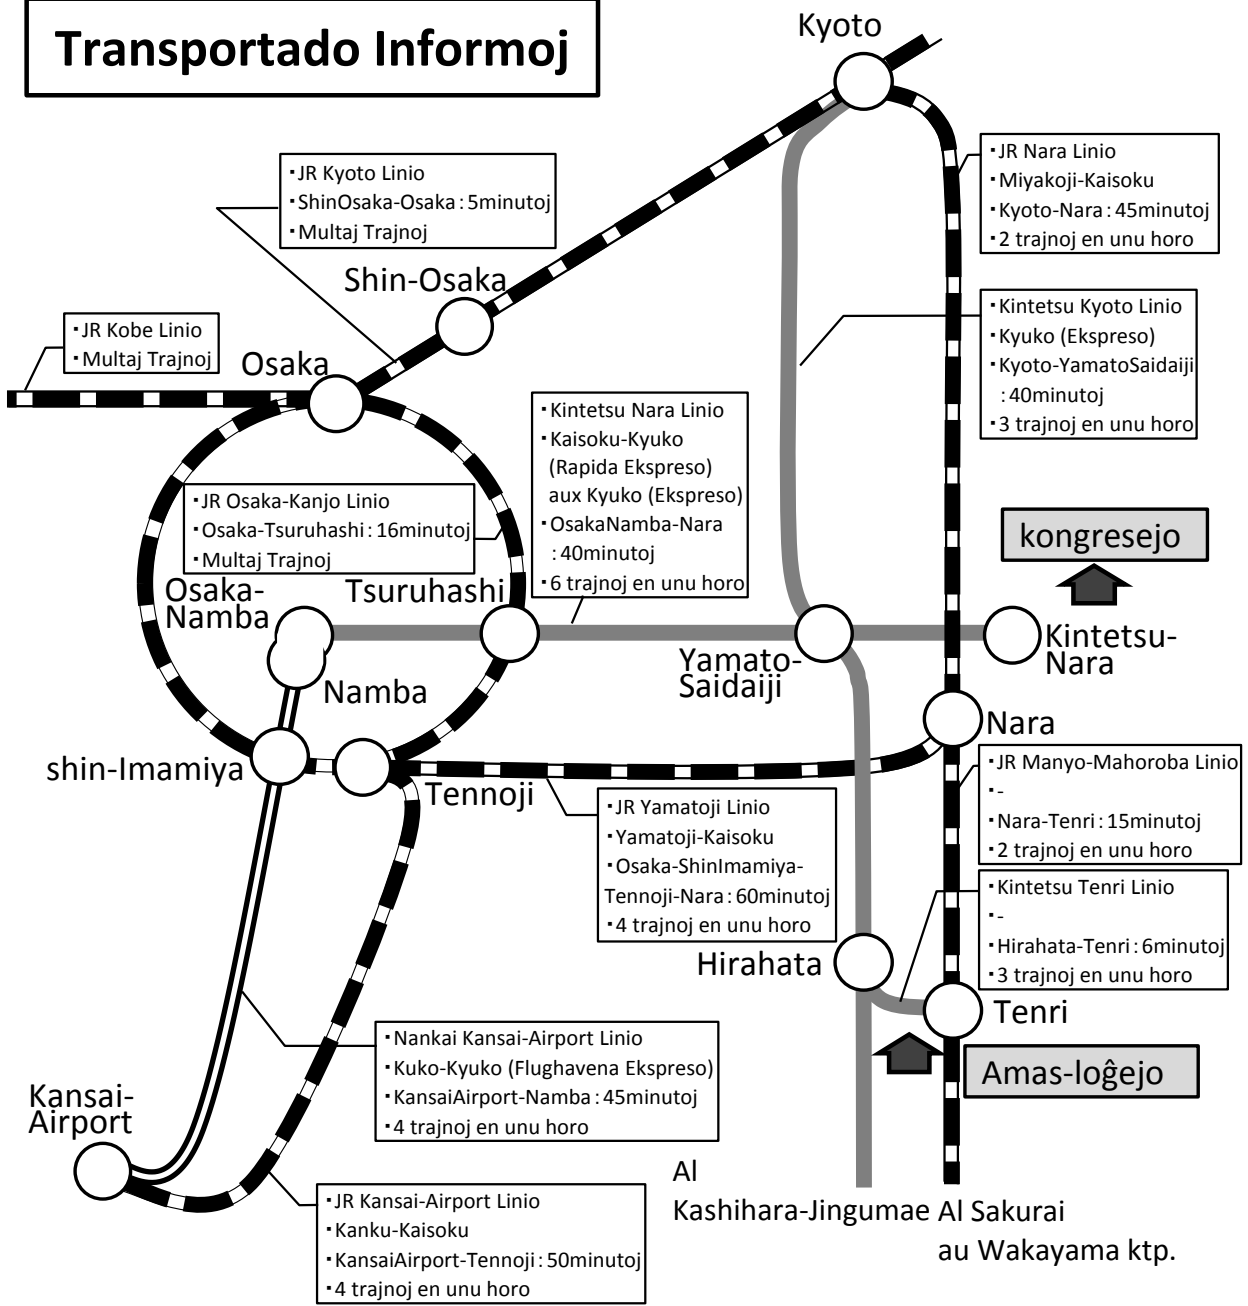 Transportado Informoj
Kyoto
・JR Kyoto Linio
・ShinOsaka-Osaka：5minutoj
・Multaj Trajnoj
・JR Nara Linio
・Miyakoji-Kaisoku
・Kyoto-Nara：45minutoj
・2 trajnoj en unu horo
Shin-Osaka
・JR Kobe Linio
・Multaj Trajnoj
Osaka
・Kintetsu Kyoto Linio
・Kyuko (Ekspreso)
・Kyoto-YamatoSaidaiji
：40minutoj
・3 trajnoj en unu horo
・Kintetsu Nara Linio
・Kaisoku-Kyuko
(Rapida Ekspreso)
aux Kyuko (Ekspreso)
・OsakaNamba-Nara
：40minutoj
・6 trajnoj en unu horo
・JR Osaka-Kanjo Linio
・Osaka-Tsuruhashi：16minutoj
・Multaj Trajnoj
kongresejo
Osaka-
Namba
Tsuruhashi
Namba
Yamato-
Saidaiji
Kintetsu-
Nara
Nara
shin-Imamiya
Tennoji
・JR Yamatoji Linio
・Yamatoji-Kaisoku
・Osaka-ShinImamiya-
Tennoji-Nara：60minutoj
・4 trajnoj en unu horo
・JR Manyo-Mahoroba Linio
・-
・Nara-Tenri：15minutoj
・2 trajnoj en unu horo
・Kintetsu Tenri Linio
・-
・Hirahata-Tenri：6minutoj
・3 trajnoj en unu horo
Hirahata
Tenri
Amas-loĝejo
・Nankai Kansai-Airport Linio
・Kuko-Kyuko (Flughavena Ekspreso)
・KansaiAirport-Namba：45minutoj
・4 trajnoj en unu horo
Kansai-
Airport
・JR Kansai-Airport Linio
・Kanku-Kaisoku
・KansaiAirport-Tennoji：50minutoj
・4 trajnoj en unu horo
Al
Kashihara-Jingumae
Al Sakurai
au Wakayama ktp.